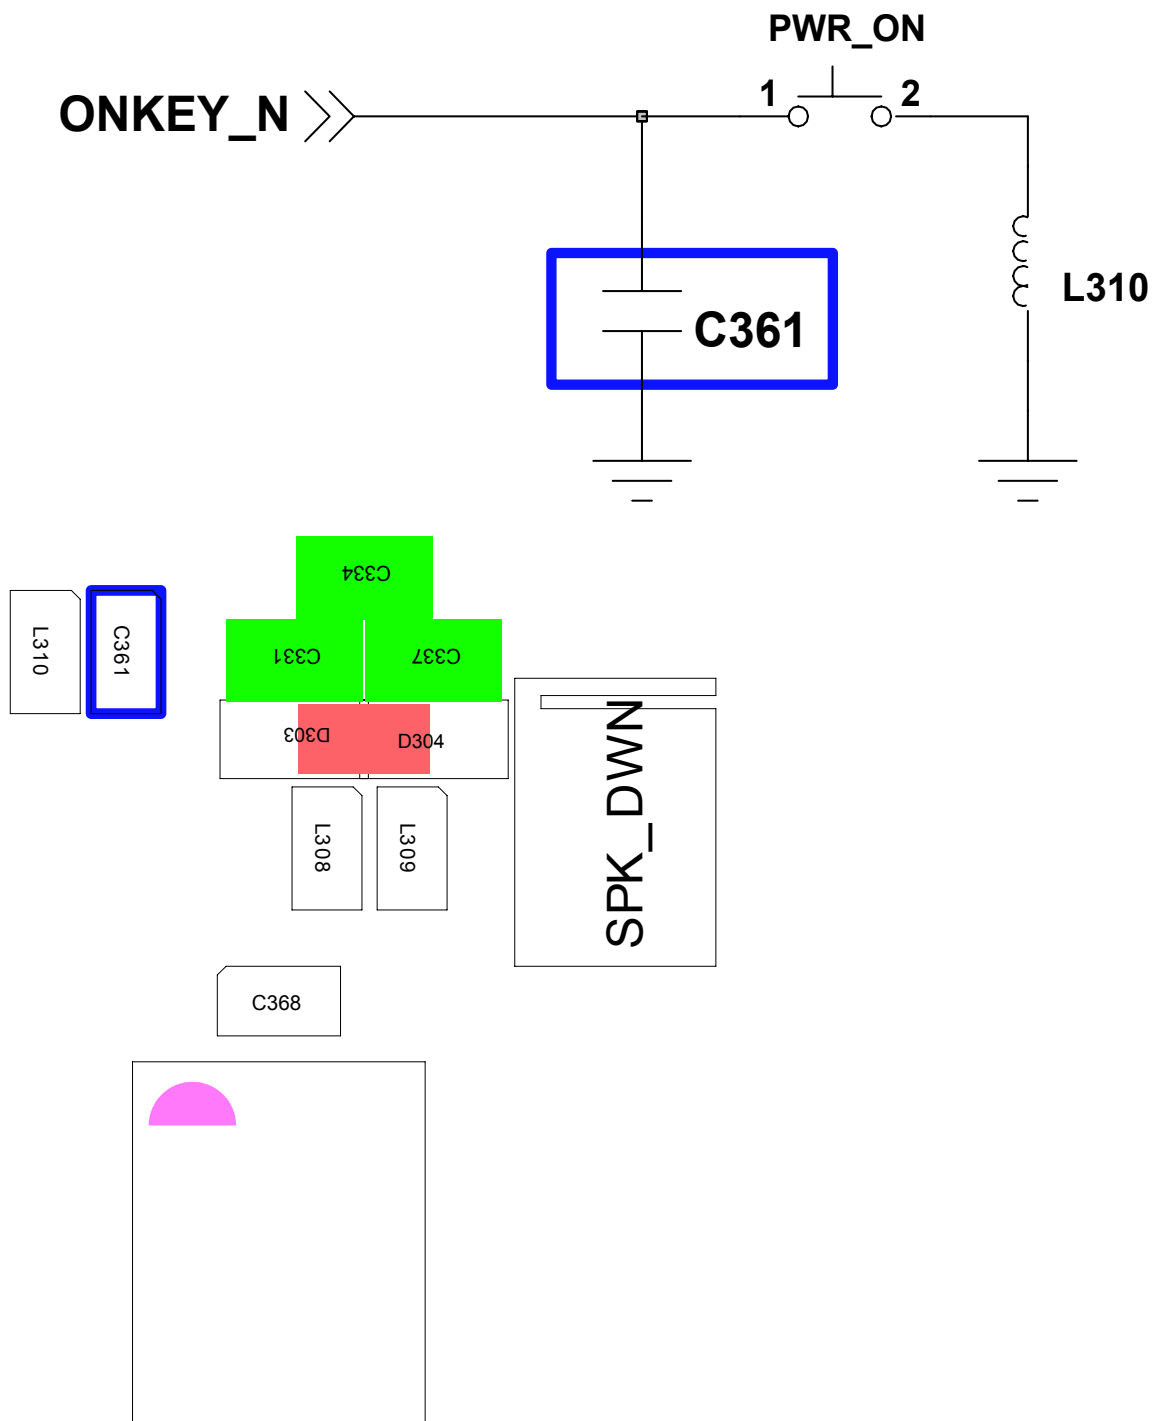 PWR_ON
ONKEY_N
1
2
L310
C361
C334
L310
C361
C331
C337
D303
D304
SPK_DWN
L308
L309
C368